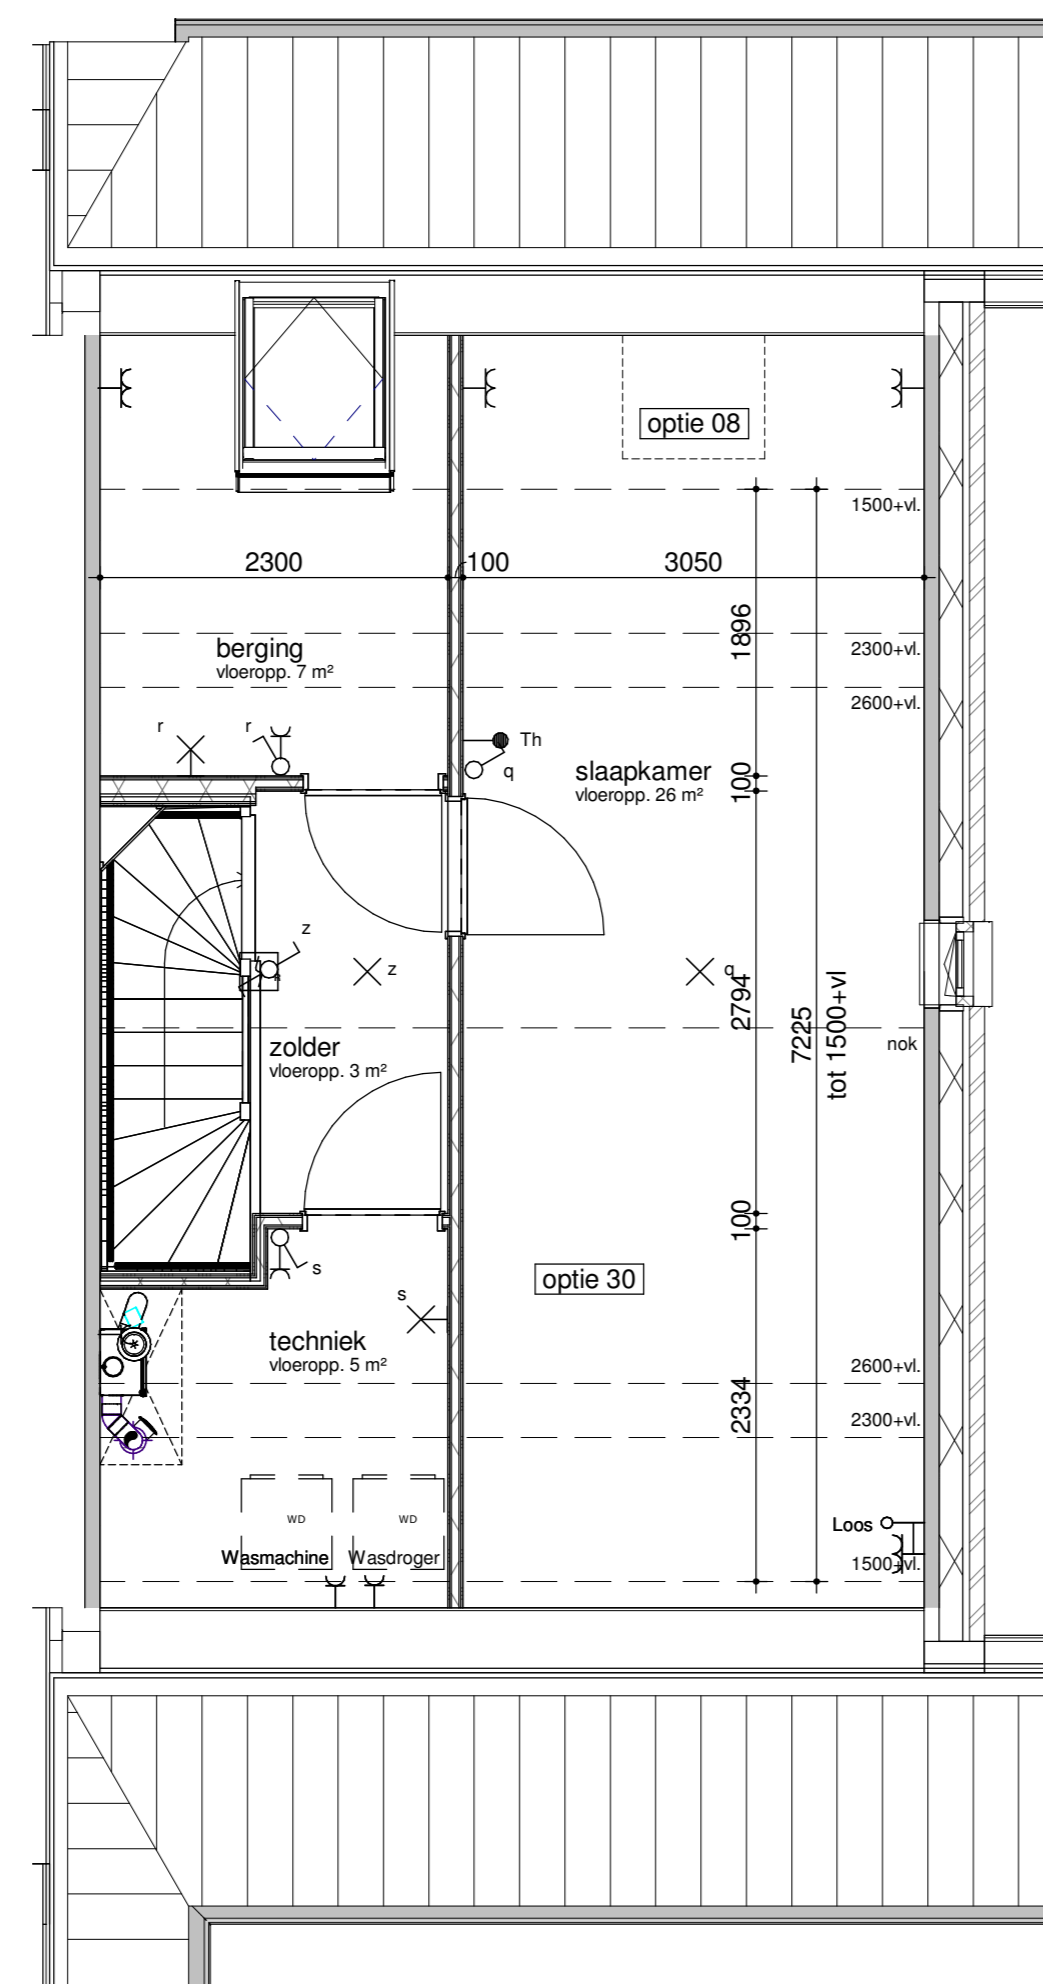 optie 08
1500+vl.
2300
100
3050
1896
berging
vloeropp. 7 m²
2300+vl.
2600+vl.
r
r
Th
q
slaapkamer
vloeropp. 26 m²
100
z
z
q
2794
7225
tot 1500+vl
nok
zolder
vloeropp. 3 m²
100
s
optie 30
s
techniek
vloeropp. 5 m²
2600+vl.
2334
2300+vl.
WD
WD
Loos
Wasmachine
Wasdroger
1500+vl.